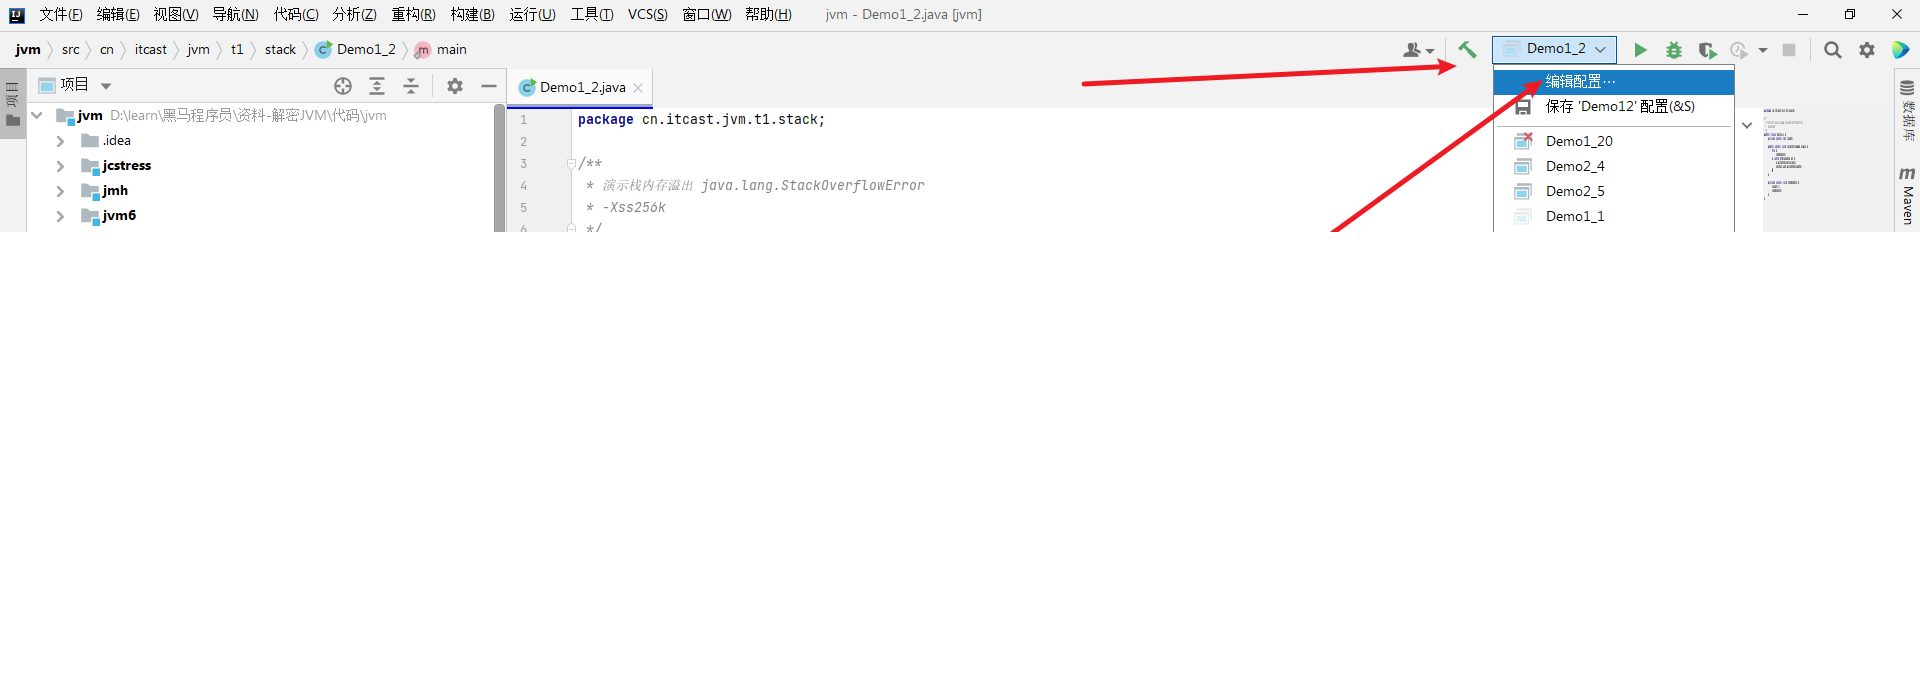 文件(F) 编辑(E) 视图(V) 导航(N) 代码(C) 分析(Z) 重构(R) 构建(B) 运行(U) 工具(T) VCS(S) 窗口(W) 帮助(H) jvm - Demo1_2.java [jvm]
jvm src cn itcast jvm t1 stack Demo1_2 main
Demo1_2
项目
项目
Demo1_2.java
编辑配置...
保存 'Demo12' 配置(&S)
Demo1_20
Demo2_4
Demo2_5
Demo1_1
jvm D:\learn\黑马程序员\资料-解密JVM\代码\jvm
.idea
jcstress
jmh
jvm6
1 package cn.itcast.jvm.t1.stack;
2
3 /**
4 * 演示栈内存溢出 java.lang.StackOverflowError
5 * -Xss256k
6 */
数据库
m Maven